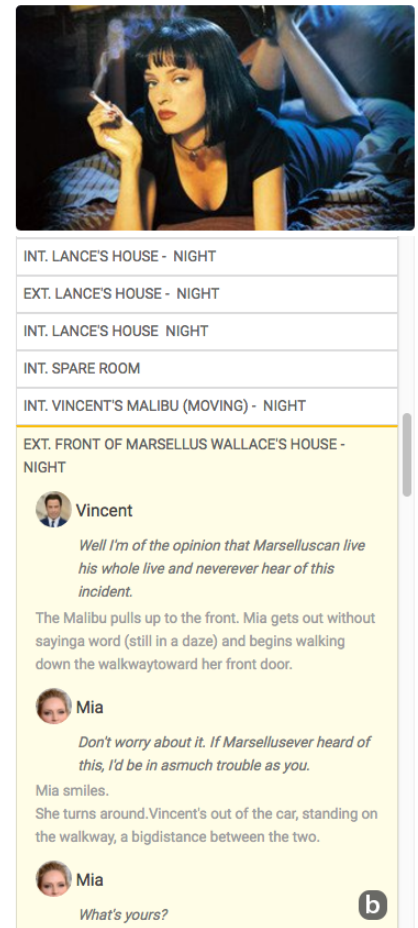 INT. LANCE'S HOUSE - NIGHT
EXT. LANCE'S HOUSE - NIGHT
INT. LANCE'S HOUSE NIGHT
INT. SPARE ROOM
INT. VINCENT'S MALIBU (MOVING) - NIGHT
EXT. FRONT OF MARSELLUS WALLACE'S HOUSE -
NIGHT
Vincent
Well I'm of the opinion that Marselluscan live
his whole live and neverever hear of this
incident.
The Malibu pulls up to the front. Mia gets out without
sayinga word (still in a daze) and begins walking
down the walkwaytoward her front door.
Mia
Don't worry about it. If Marsellusever heard of
this, I'd be in asmuch trouble as you.
Mia smiles.
She turns around.Vincent's out of the car, standing on
the walkway, a bigdistance between the two.
Mia
What's yours?
b